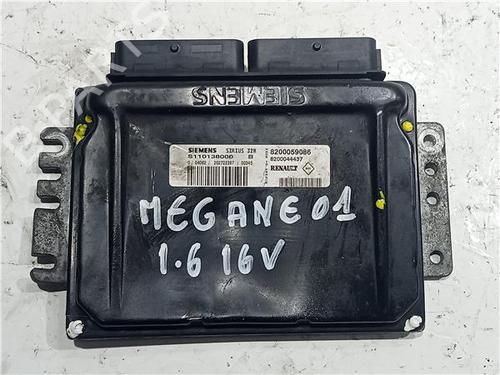 SIEMENS
SIEMENS SIRIUS 32N
S110138000 B
8200059086
8200044437
RENAULT
MEGANE 01
1.6 16V